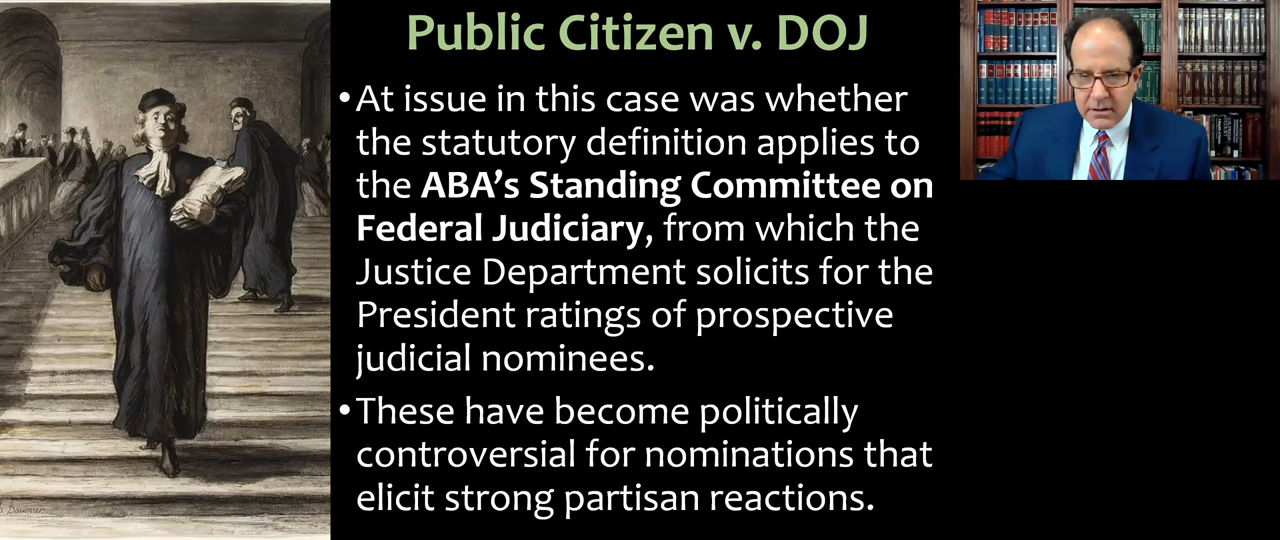 Public Citizen v. DOJ
•At issue in this case was whether
the statutory definition applies to
the ABA’s Standing Committee on
Federal Judiciary, from which the
Justice Department solicits for the
President ratings of prospective
judicial nominees.
•These have become politically
controversial for nominations that
elicit strong partisan reactions.